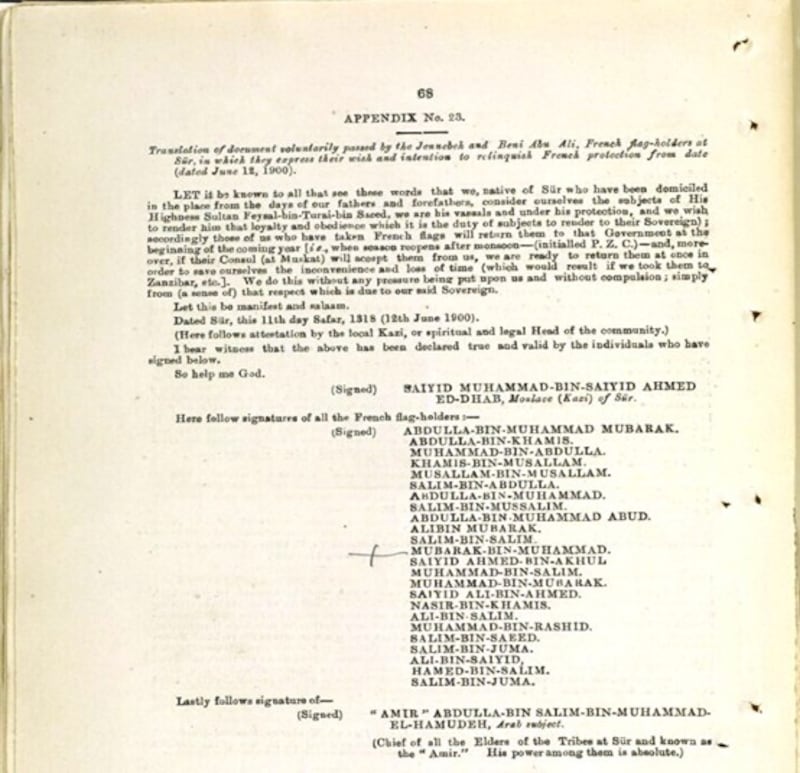 68
APPENDIX No. 23.
Translation of document voluntarily passed by the Jennebeh and Beni Abu Ali, French flag-holders at
Sûr, in which they express their wish and intention to relinquish French protection from date
(dated June 12, 1900).
LET it be known to all that see these words that we, native of Sûr who have been domiciled
in the place from the days of our fathers and forefathers, consider ourselves the subjects of His
Highness Sultan Feysal-bin-Turai-bin Saeed, we are his vassals and under his protection, and we wish
to render him that loyalty and obedience which it is the duty of subjects to render to their Sovereign) ;
accordingly those of us who have taken French flags will return them to that Government at the
beginning of the coming year [i.e., when season reopens after monsoon—(initialled P. Z. C.)—and, more-
over, if their Consul (at Muskat) will accept them from us, we are ready to return them at once in
order to save ourselves the inconvenience and loss of time (which would result if we took them to
Zanzibar, etc.]. We do this without any pressure being put upon us and without compulsion ; simply
from (a sense of) that respect which is due to our said Sovereign.
Let this be manifest and salaam.
Dated Sûr, this 11th day Safar, 1318 (12th June 1900).
(Here follows attestation by the local Kazi, or spiritual and legal Head of the community.)
I bear witness that the above has been declared true and valid by the individuals who have
signed below.
So help me God.
(Signed) SAIYID MUHAMMAD-BIN-SAIYID AHMED
ED-DHAB, Moolave (Kazi) of Sûr.
Here follow signatures of all the French flag-holders :—
(Signed) ABDULLA-BIN-MUHAMMAD MUBARAK.
ABDULLA-BIN-KHAMIS.
MUHAMMAD-BIN-ABDULLA.
KHAMIS-BIN-MUSALLAM.
MUSALLAM-BIN-MUSALLAM.
SALIM-BIN-ABDULLA.
ABDULLA-BIN-MUHAMMAD.
SALIM-BIN-MUSSALIM.
ABDULLA-BIN-MUHAMMAD ABUD.
ALIBIN MUBARAK.
SALIM-BIN-SALIM.
MUBARAK-BIN-MUHAMMAD.
SAIYID AHMED-BIN-AKHUL
MUHAMMAD-BIN-SALIM.
MUHAMMAD-BIN-MUBARAK.
SAIYID ALI-BIN-AHMED.
NASIR-BIN-KHAMIS.
ALI-BIN-SALIM.
MUHAMMAD-BIN-RASHID.
SALIM-BIN-SAEED.
SALIM-BIN-JUMA.
ALI-BIN-SAIYID,
HAMED-BIN-SALIM.
SALIM-BIN-JUMA.
Lastly follows signature of—
(Signed) " AMIR " ABDULLA-BIN SALIM-BIN-MUHAMMAD-
EL-HAMUDEH, Arab subject.
(Chief of all the Elders of the Tribes at Sûr and known as
the " Amir." His power among them is absolute.)